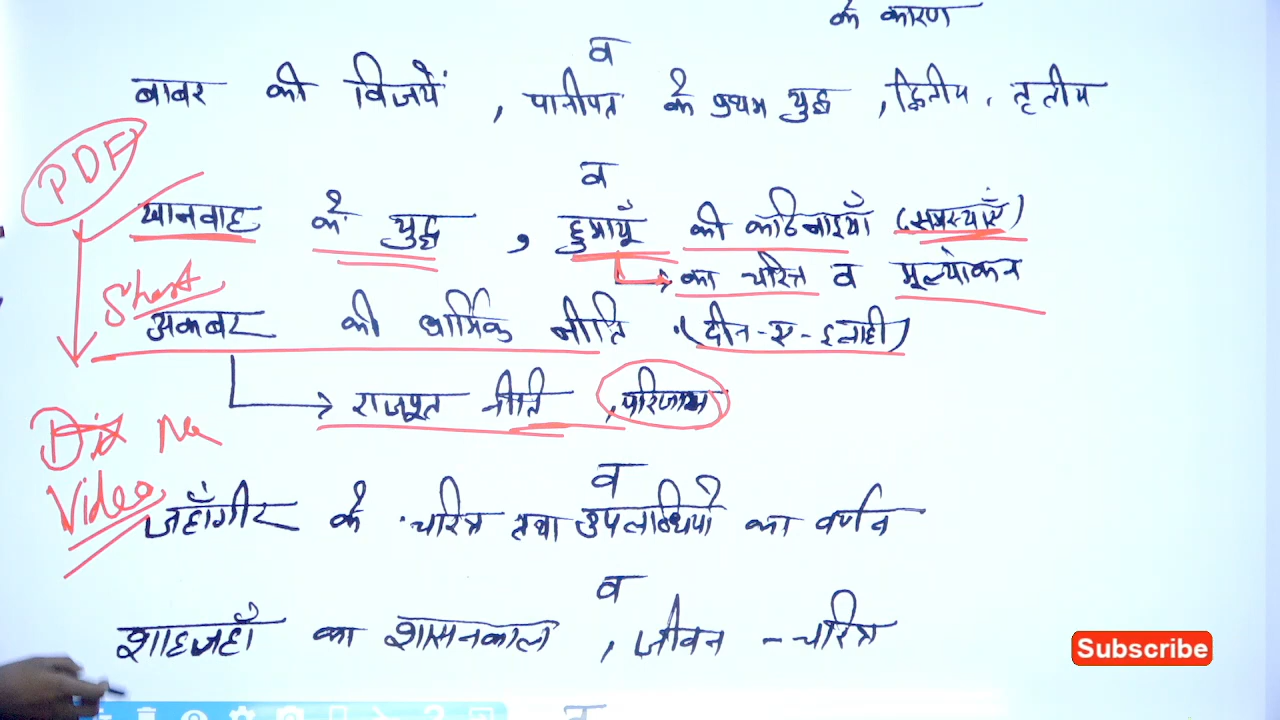 के कारण
व
बाबर की विजयें , पानीपत के प्रथम युद्ध , द्वितीय , तृतीय
PDF
व
खानवाह के युद्ध , हुमायूँ की कठिनाइयाँ (समस्याएँ)
का चरित्र व मूल्यांकन
Short
अकबर की धार्मिक नीति (दीन-ए-इलाही)
राजपूत नीति , परिणाम
Video
व
जहाँगीर के चरित्र तथा उपलब्धियों का वर्णन
व
शाहजहाँ का शासनकाल , जीवन - चरित्र
Subscribe
व